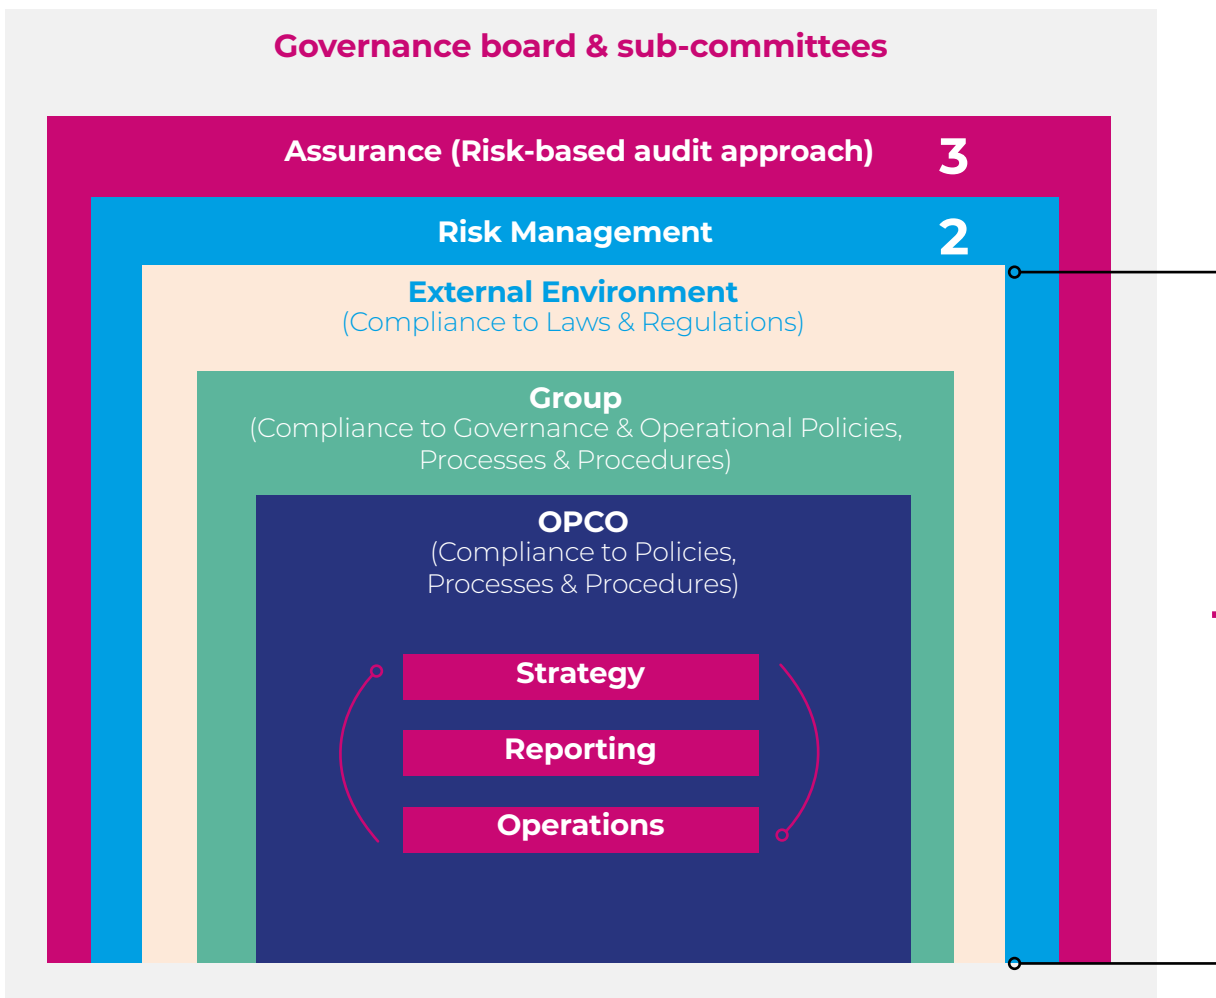 Governance board & sub-committees
Assurance (Risk-based audit approach) 3
Risk Management 2
External Environment
(Compliance to Laws & Regulations)
Group
(Compliance to Governance & Operational Policies,
Processes & Procedures)
OPCO
(Compliance to Policies,
Processes & Procedures)
Strategy
Reporting
Operations